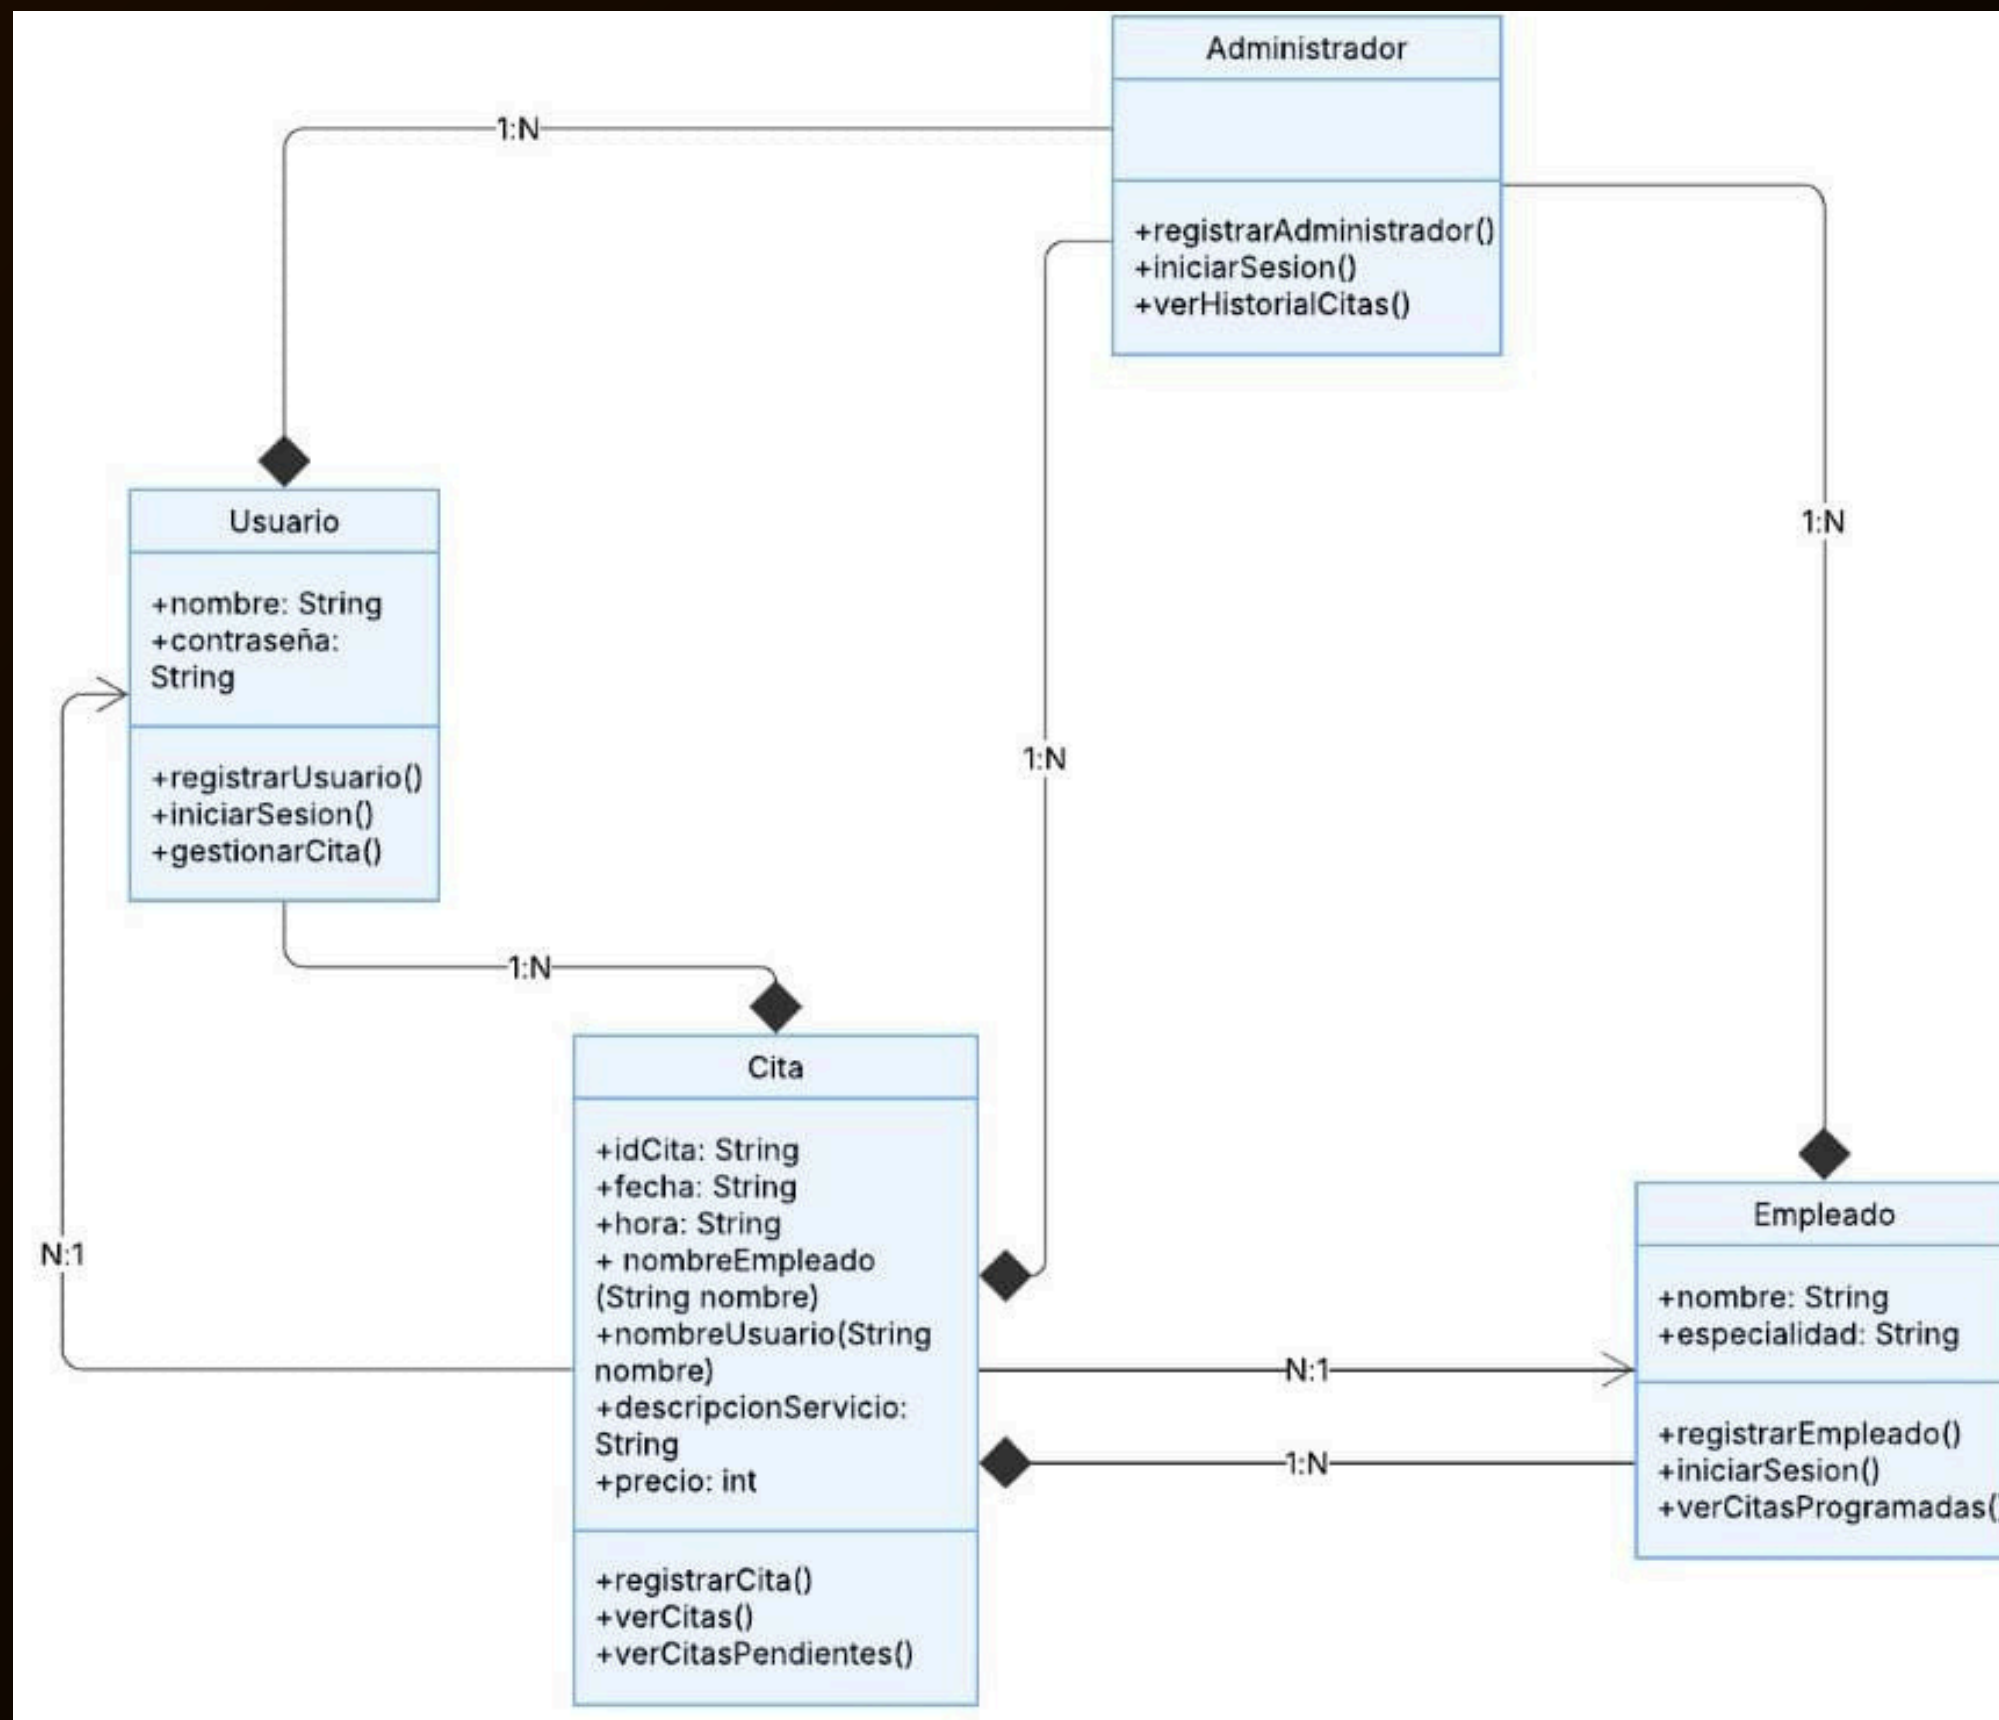 Administrador
+registrarAdministrador()
+iniciarSesion()
+verHistorialCitas()
1:N
1:N
1:N
Usuario
+nombre: String
+contraseña:
String
+registrarUsuario()
+iniciarSesion()
+gestionarCita()
1:N
N:1
Cita
+idCita: String
+fecha: String
+hora: String
+ nombreEmpleado
(String nombre)
+nombreUsuario(String
nombre)
+descripcionServicio:
String
+precio: int
+registrarCita()
+verCitas()
+verCitasPendientes()
N:1
1:N
Empleado
+nombre: String
+especialidad: String
+registrarEmpleado()
+iniciarSesion()
+verCitasProgramadas(